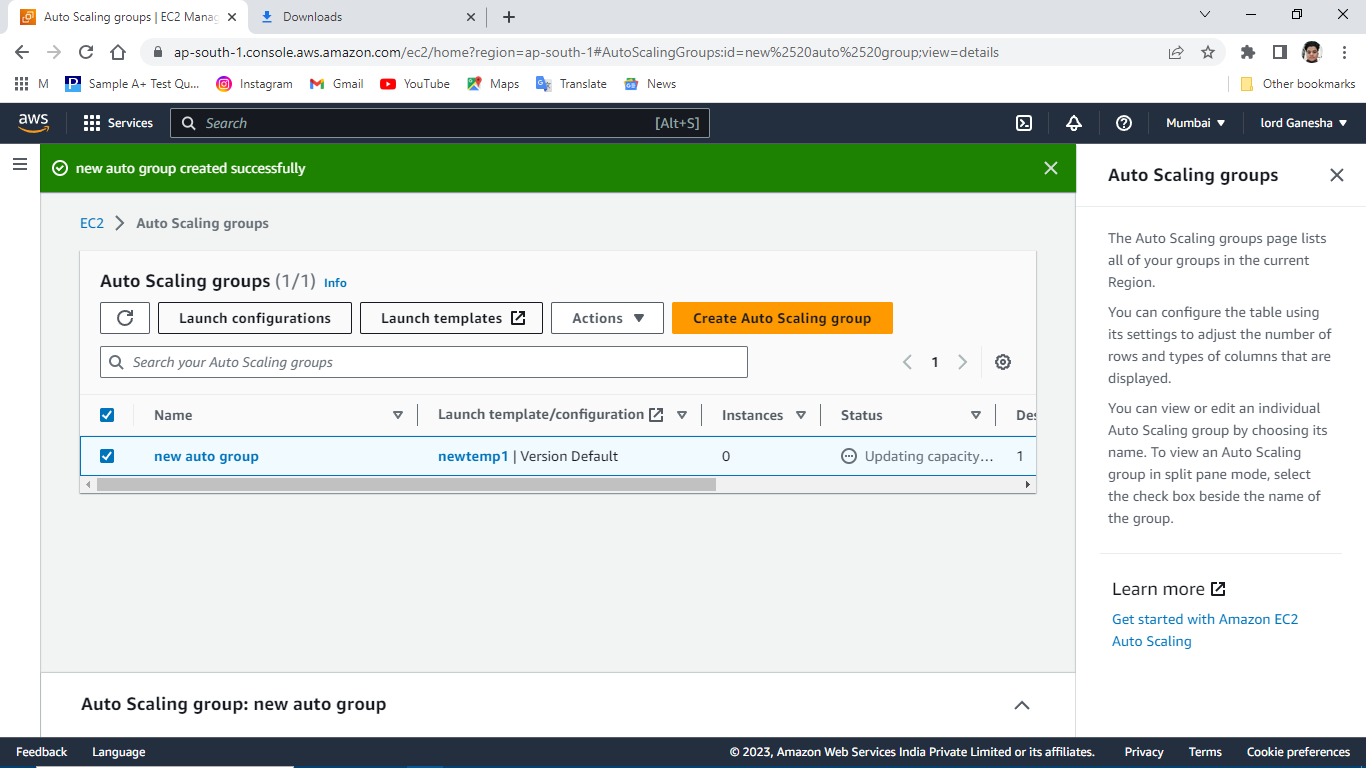 Auto Scaling groups | EC2 Manag
Downloads
ap-south-1.console.aws.amazon.com/ec2/home?region=ap-south-1#AutoScalingGroups:id=new%2520auto%2520group;view=details
M
Sample A+ Test Qu...
Instagram
Gmail
YouTube
Maps
Translate
News
Other bookmarks
aws
Services
Search
[Alt+S]
Mumbai
lord Ganesha
new auto group created successfully
EC2
Auto Scaling groups
Auto Scaling groups (1/1) Info
Launch configurations
Launch templates
Actions
Create Auto Scaling group
Search your Auto Scaling groups
1
Name
Launch template/configuration
Instances
Status
Des
new auto group
newtemp1 | Version Default
0
Updating capacity...
1
Auto Scaling group: new auto group
Auto Scaling groups
The Auto Scaling groups page lists
all of your groups in the current
Region.
You can configure the table using
its settings to adjust the number of
rows and types of columns that are
displayed.
You can view or edit an individual
Auto Scaling group by choosing its
name. To view an Auto Scaling
group in split pane mode, select
the check box beside the name of
the group.
Learn more
Get started with Amazon EC2
Auto Scaling
Feedback
Language
© 2023, Amazon Web Services India Private Limited or its affiliates.
Privacy
Terms
Cookie preferences